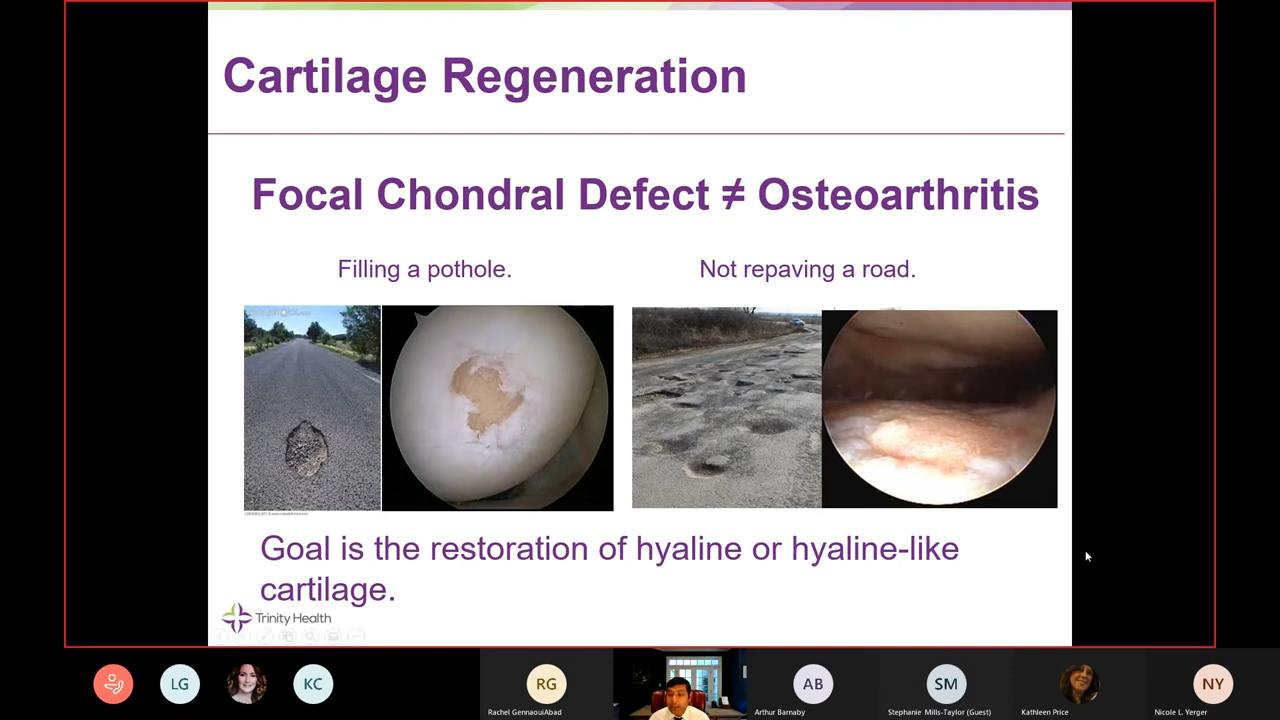 Cartilage Regeneration
Focal Chondral Defect ≠ Osteoarthritis
Filling a pothole.
Not repaving a road.
Goal is the restoration of hyaline or hyaline-like
cartilage.
Trinity Health
LG
KC
RG
AB
SM
NY
Rachel GennaouiAbad
Arthur Barnaby
Stephanie Mills-Taylor (Guest)
Kathleen Price
Nicole L. Yerger